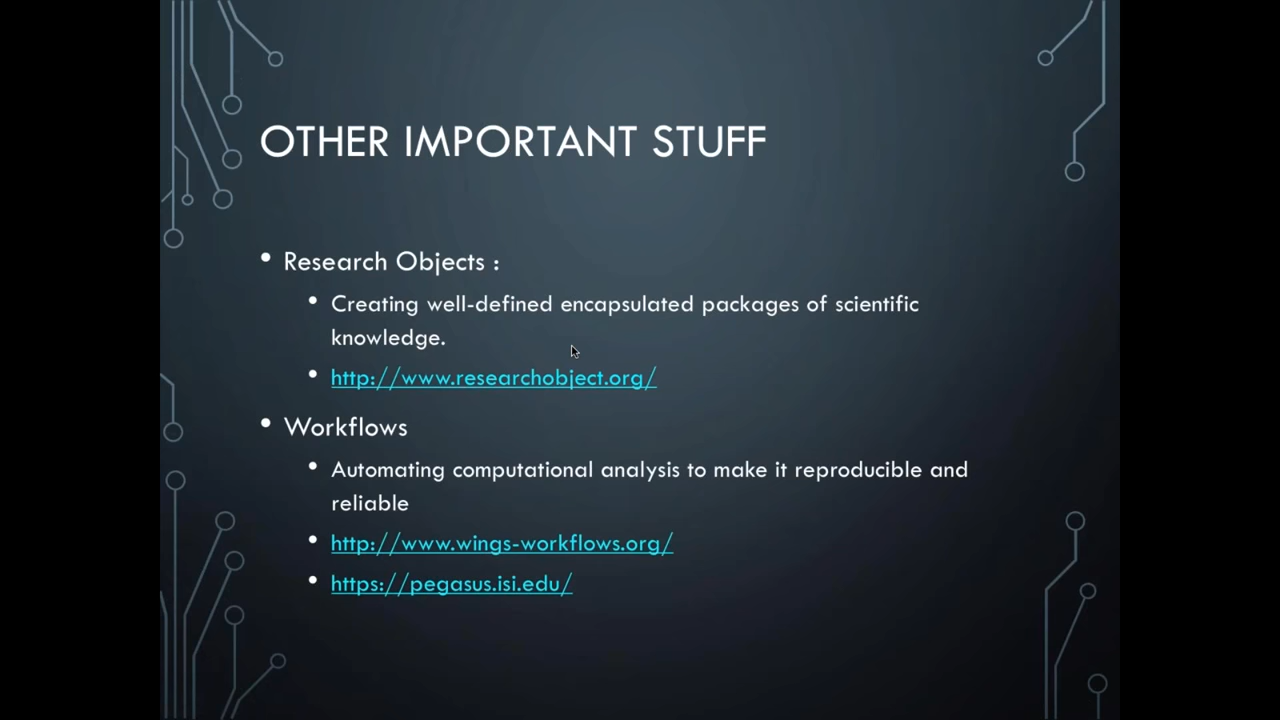 OTHER IMPORTANT STUFF
• Research Objects :
• Creating well-defined encapsulated packages of scientific
knowledge.
• http://www.researchobject.org/
• Workflows
• Automating computational analysis to make it reproducible and
reliable
• http://www.wings-workflows.org/
• https://pegasus.isi.edu/